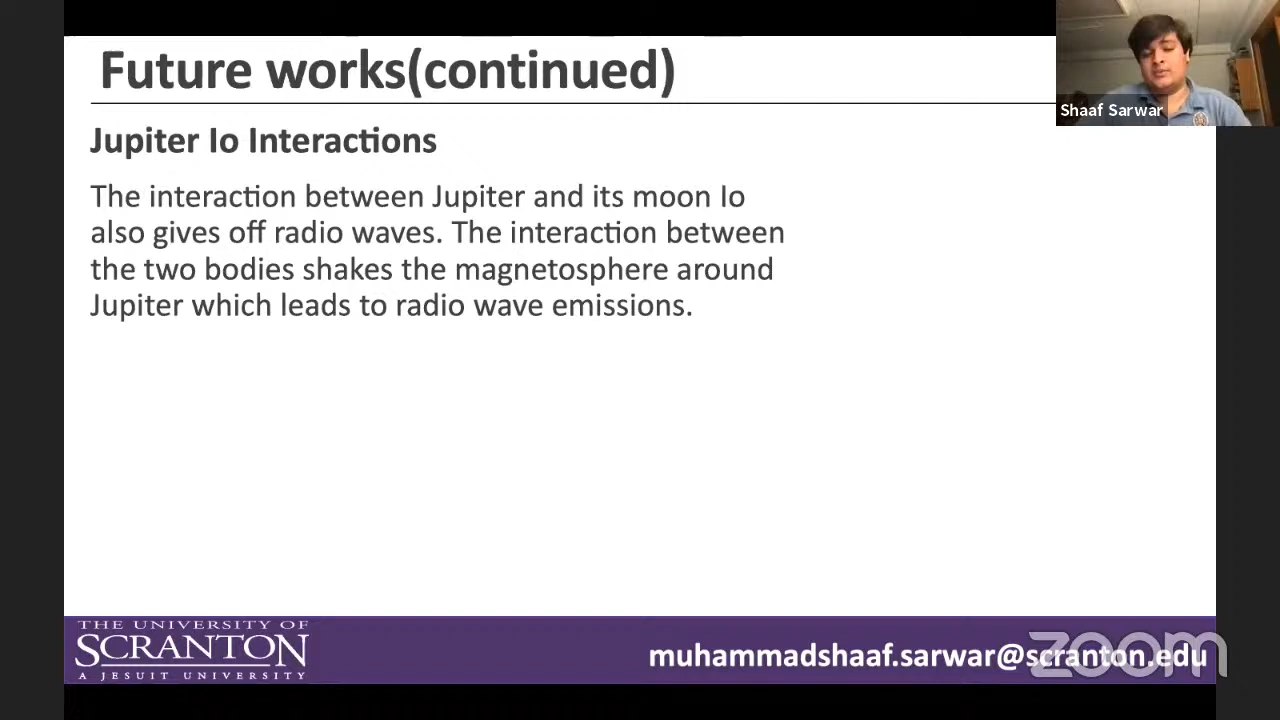 Future works(continued)
Shaaf Sarwar
Jupiter Io Interactions
The interaction between Jupiter and its moon Io
also gives off radio waves. The interaction between
the two bodies shakes the magnetosphere around
Jupiter which leads to radio wave emissions.
THE UNIVERSITY OF
SCRANTON
A JESUIT UNIVERSITY
muhammadshaaf.sarwar@scranton.edu
zoom